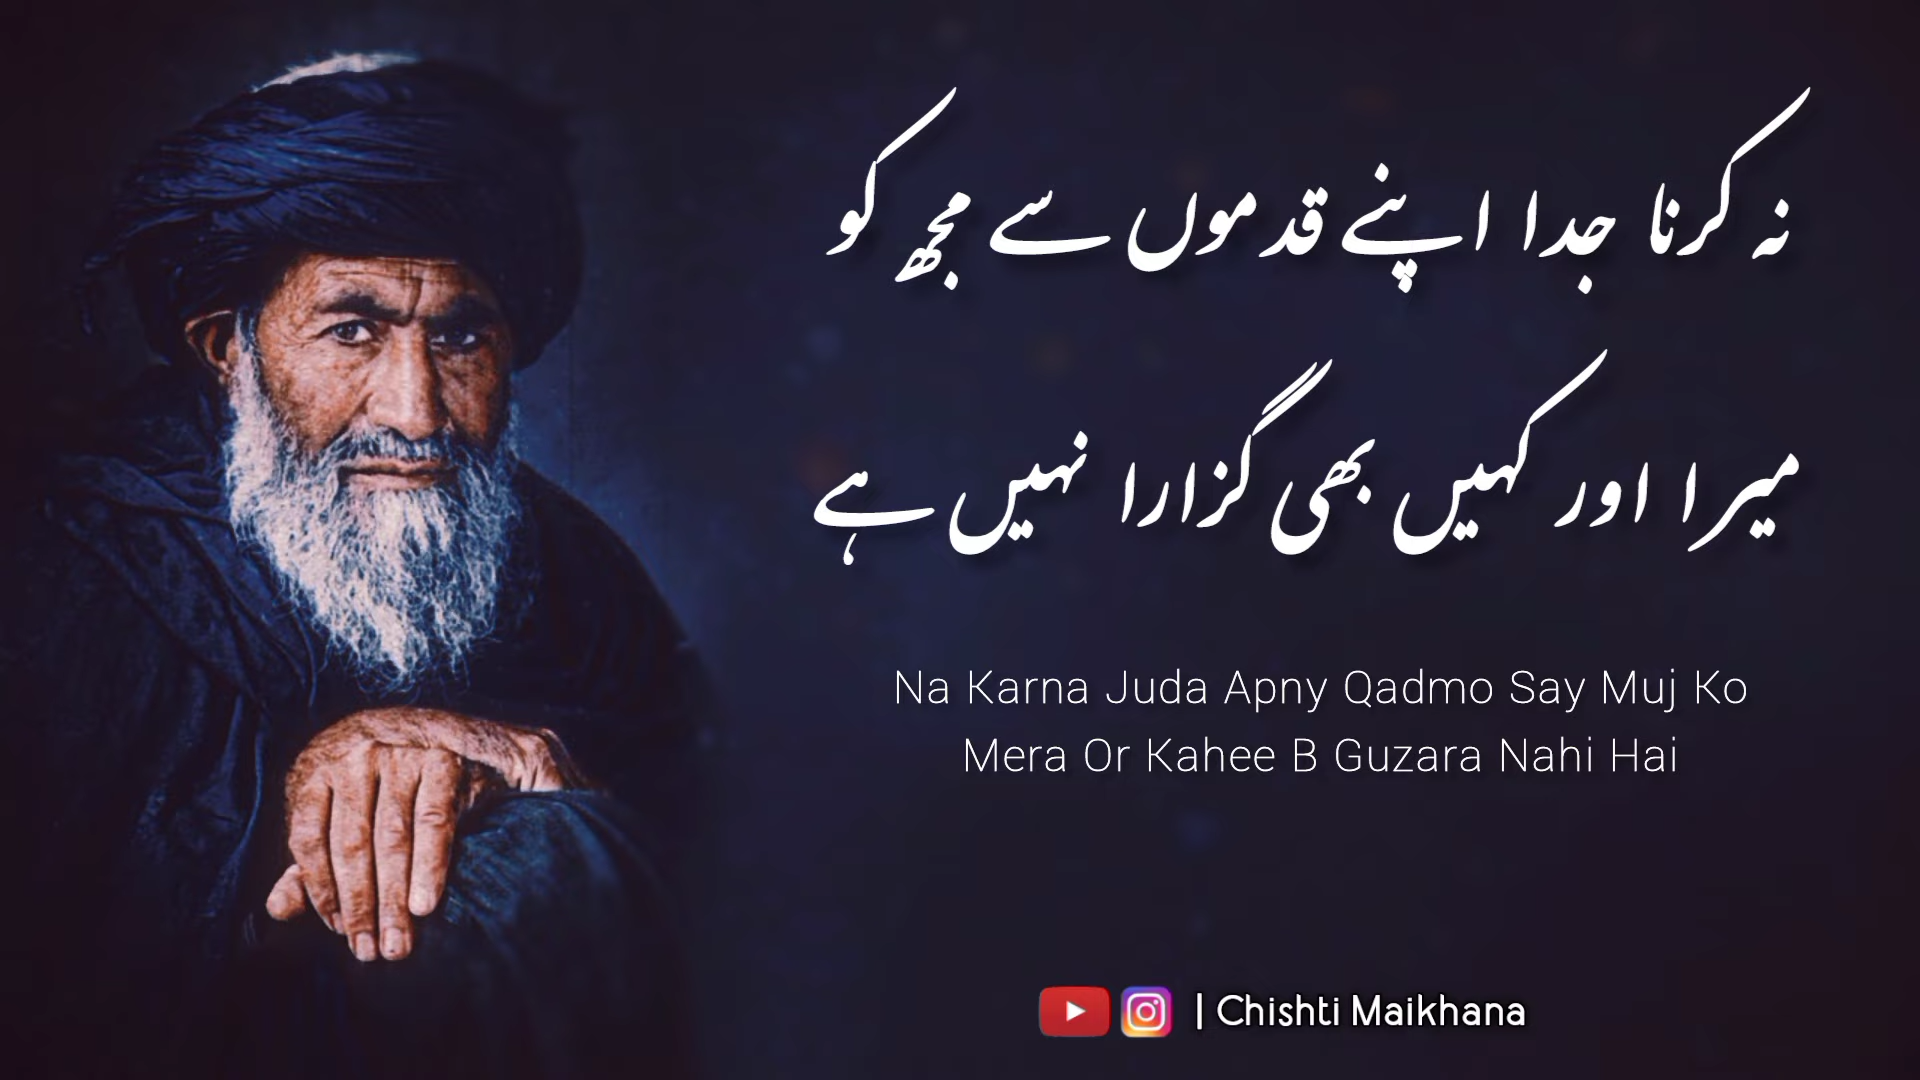 نہ کرنا جدا اپنے قدموں سے مجھ کو
میرا اور کہیں بھی گزارا نہیں ہے
Na Karna Juda Apny Qadmo Say Muj Ko
Mera Or Kahee B Guzara Nahi Hai
| Chishti Maikhana